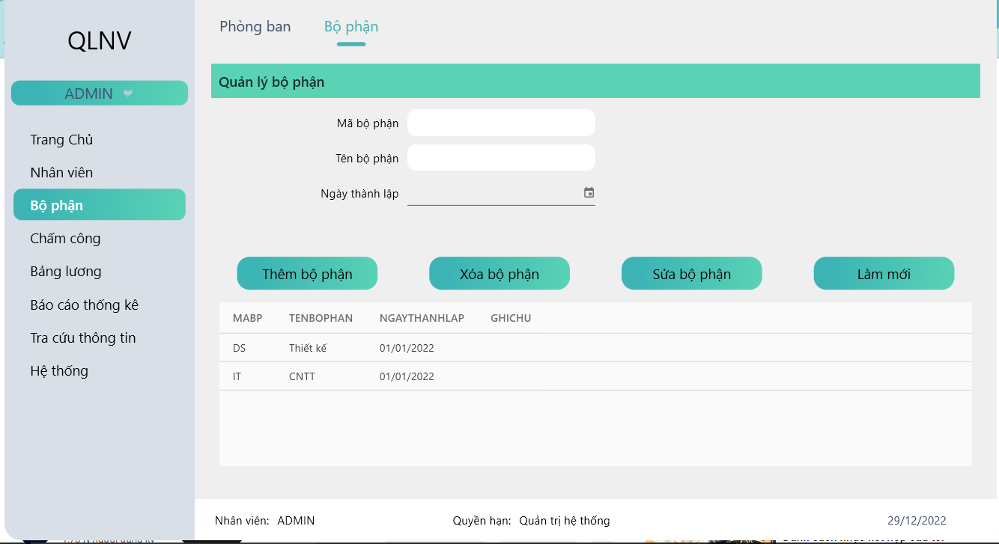 QLNV
ADMIN
Trang Chủ
Nhân viên
Bộ phận
Chấm công
Bảng lương
Báo cáo thống kê
Tra cứu thông tin
Hệ thống
Phòng ban Bộ phận
Quản lý bộ phận
Mã bộ phận
Tên bộ phận
Ngày thành lập
Thêm bộ phận Xóa bộ phận Sửa bộ phận Làm mới
MABP TENBOPHAN NGAYTHANHLAP GHICHU
DS Thiết kế 01/01/2022
IT CNTT 01/01/2022
Nhân viên: ADMIN Quyền hạn: Quản trị hệ thống 29/12/2022